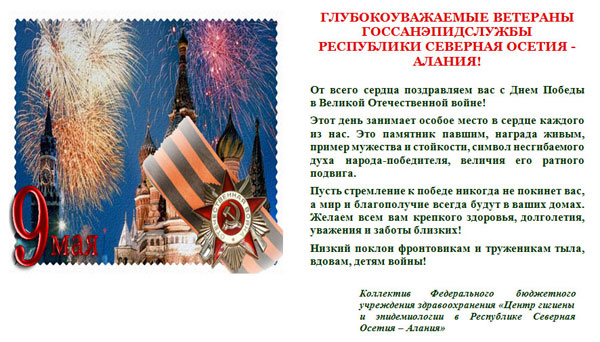 9 мая
ОТЕЧЕСТВЕННАЯ ВОЙНА
ГЛУБОКОУВАЖАЕМЫЕ ВЕТЕРАНЫ
ГОССАНЭПИДСЛУЖБЫ
РЕСПУБЛИКИ СЕВЕРНАЯ ОСЕТИЯ -
АЛАНИЯ!
От всего сердца поздравляем вас с Днем Победы
в Великой Отечественной войне!
Этот день занимает особое место в сердце каждого
из нас. Это памятник павшим, награда живым,
пример мужества и стойкости, символ несгибаемого
духа народа-победителя, величия его ратного
подвига.
Пусть стремление к победе никогда не покинет вас,
а мир и благополучие всегда будут в ваших домах.
Желаем всем вам крепкого здоровья, долголетия,
уважения и заботы близких!
Низкий поклон фронтовикам и труженикам тыла,
вдовам, детям войны!
Коллектив Федерального бюджетного
учреждения здравоохранения «Центр гигиены
и эпидемиологии в Республике Северная
Осетия – Алания»